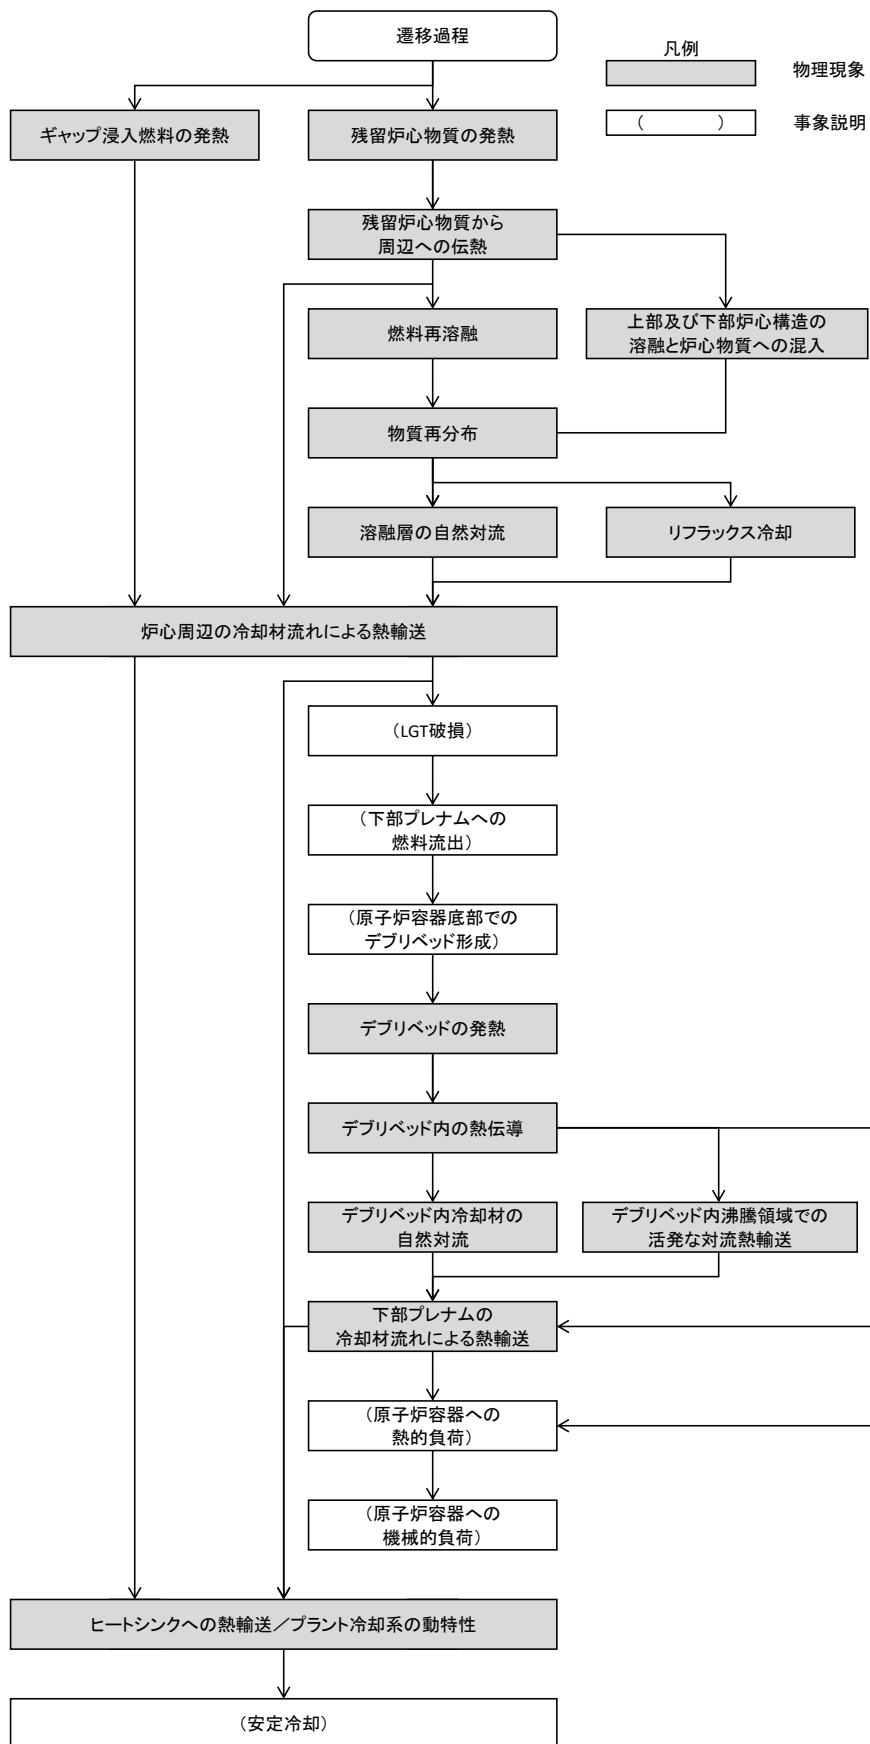 遷移過程
凡例
物理現象
(　　　　)
事象説明
ギャップ浸入燃料の発熱
残留炉心物質の発熱
残留炉心物質から
周辺への伝熱
燃料再溶融
上部及び下部炉心構造の
溶融と炉心物質への混入
物質再分布
溶融層の自然対流
リフラックス冷却
炉心周辺の冷却材流れによる熱輸送
(LGT破損)
(下部プレナムへの
燃料流出)
(原子炉容器底部での
デブリベッド形成)
デブリベッドの発熱
デブリベッド内の熱伝導
デブリベッド内冷却材の
自然対流
デブリベッド内沸騰領域での
活発な対流熱輸送
下部プレナムの
冷却材流れによる熱輸送
(原子炉容器への
熱的負荷)
(原子炉容器への
機械的負荷)
ヒートシンクへの熱輸送／プラント冷却系の動特性
(安定冷却)